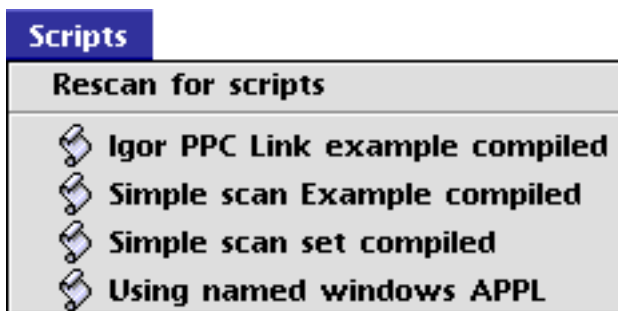 Scripts
Rescan for scripts
Igor PPC Link example compiled
Simple scan Example compiled
Simple scan set compiled
Using named windows APPL